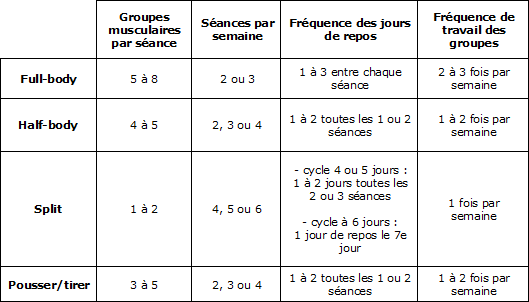 Groupes
musculaires
par séance
Séances par
semaine
Fréquence des jours
de repos
Fréquence de
travail des
groupes
Full-body
5 à 8
2 ou 3
1 à 3 entre chaque
séance
2 à 3 fois par
semaine
Half-body
4 à 5
2, 3 ou 4
1 à 2 toutes les 1 ou 2
séances
1 à 2 fois par
semaine
Split
1 à 2
4, 5 ou 6
- cycle 4 ou 5 jours :
1 à 2 jours toutes les
2 ou 3 séances
- cycle à 6 jours :
1 jour de repos le 7e
jour
1 fois par
semaine
Pousser/tirer
3 à 5
2, 3 ou 4
1 à 2 toutes les 1 ou 2
séances
1 à 2 fois par
semaine